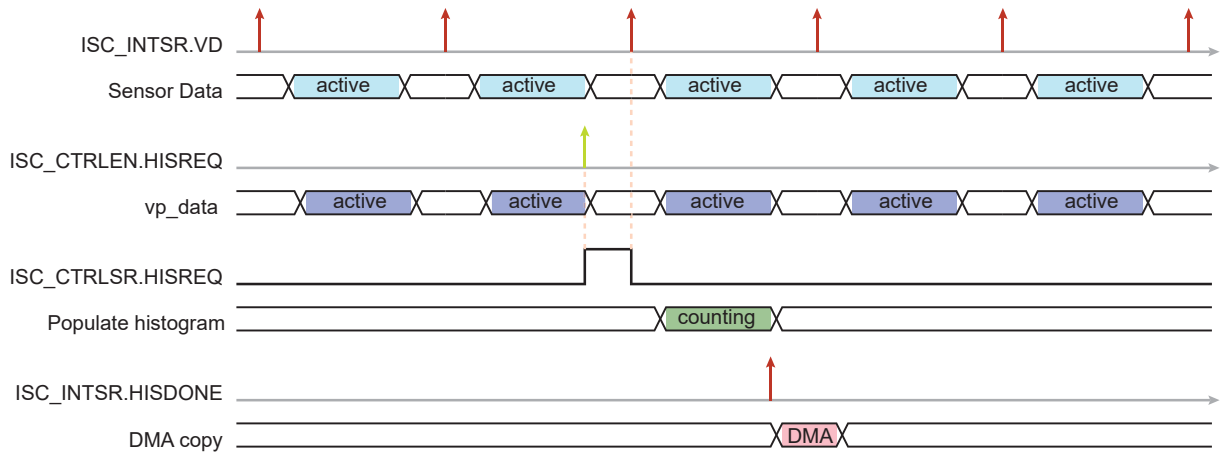 ISC_INTSR.VD
Sensor Data active active active active active
ISC_CTRLEN.HISREQ
vp_data active active active active active
ISC_CTRLSR.HISREQ
Populate histogram counting
ISC_INTSR.HISDONE
DMA copy DMA